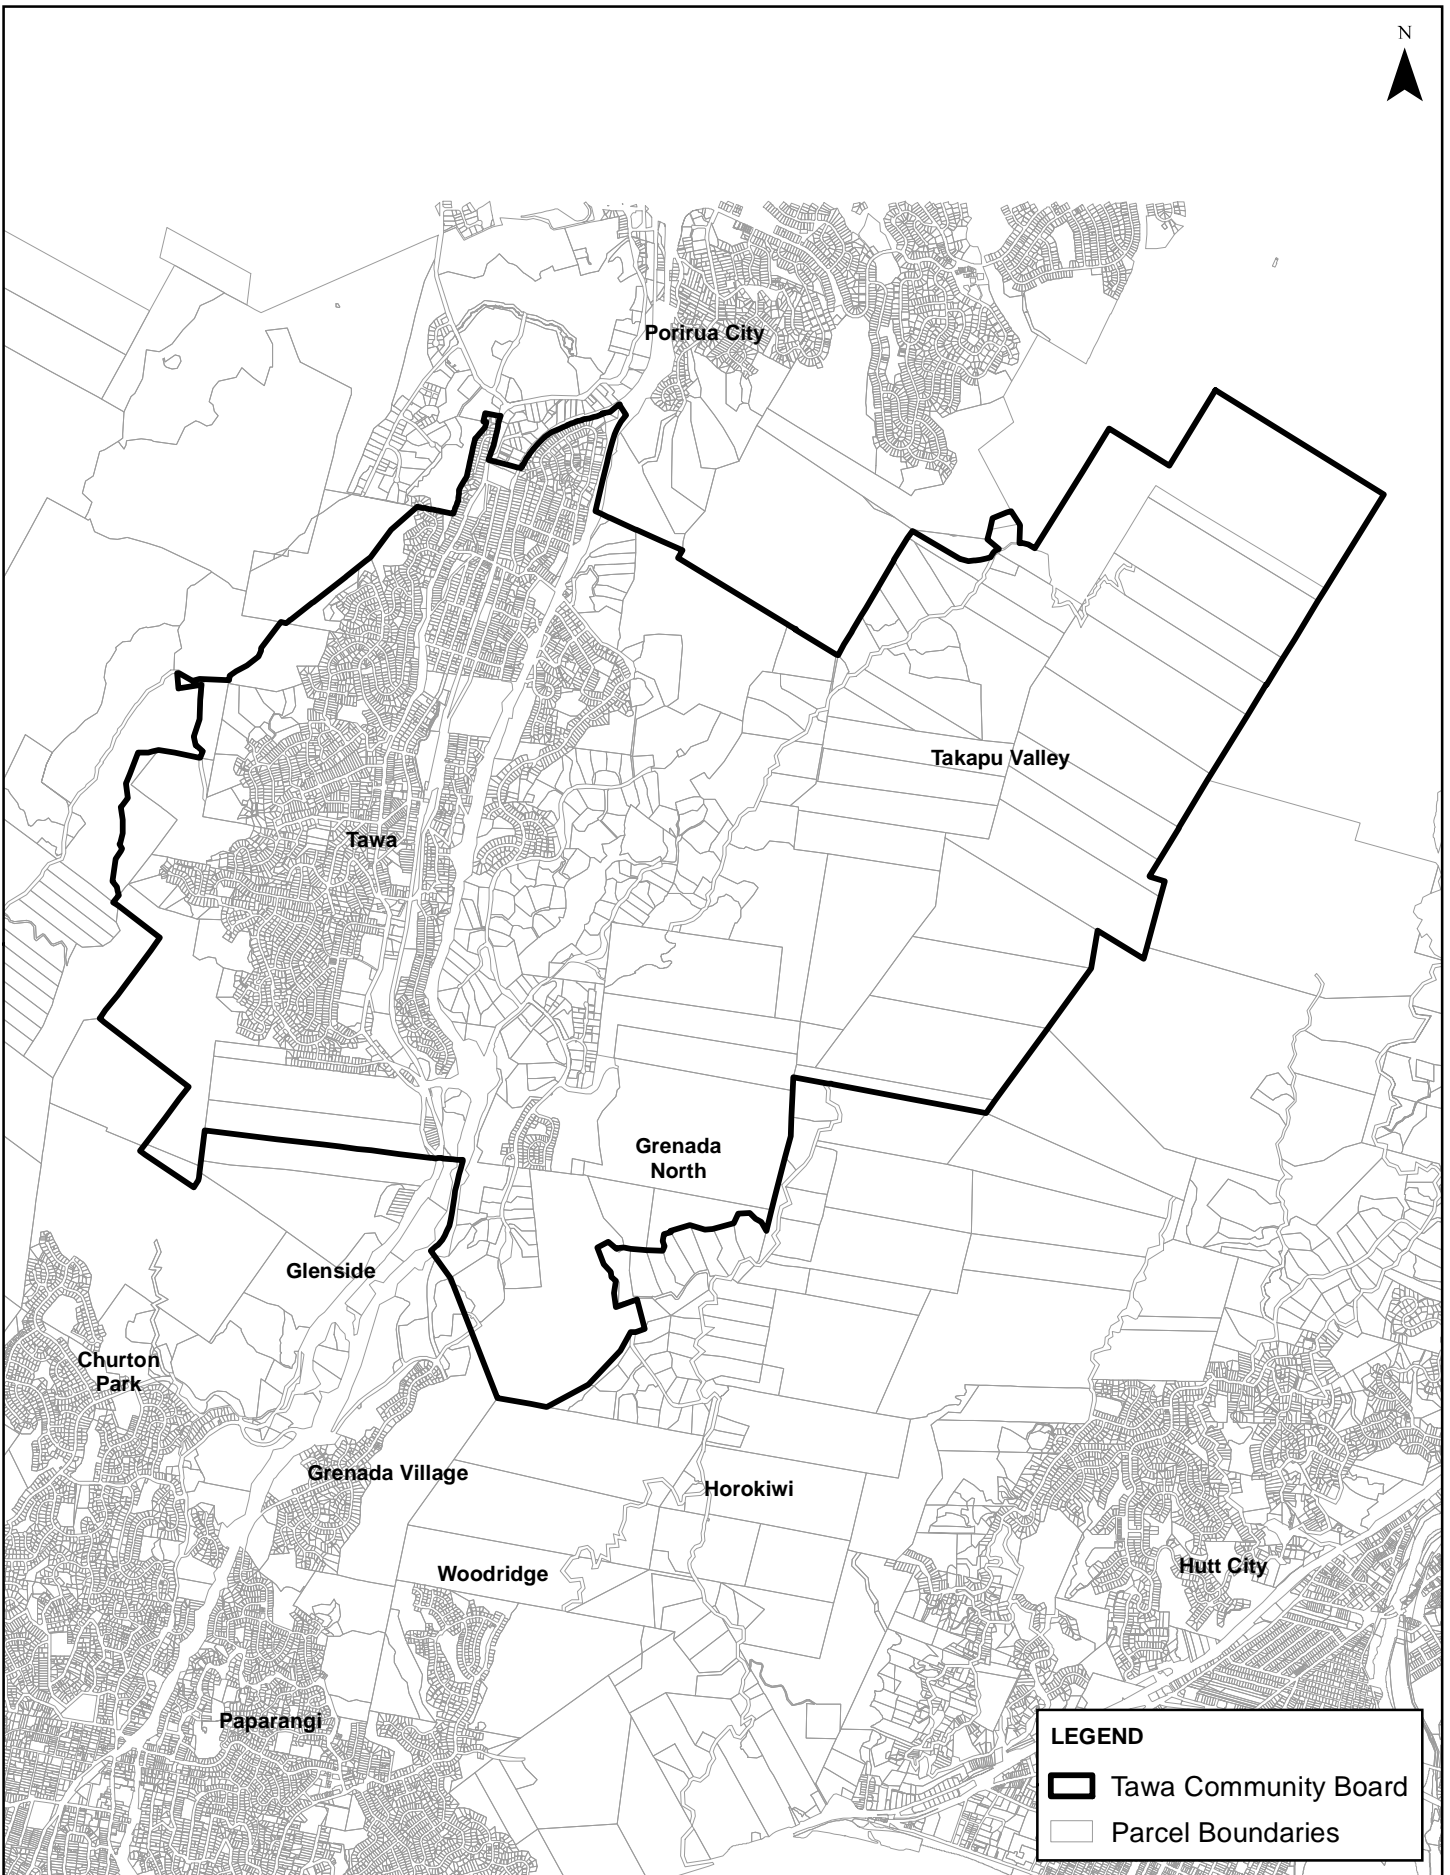 N
Porirua City
Takapu Valley
Tawa
Grenada
North
Glenside
Churton
Park
Grenada Village
Horokiwi
Woodridge
Hutt City
Paparangi
LEGEND
Tawa Community Board
Parcel Boundaries